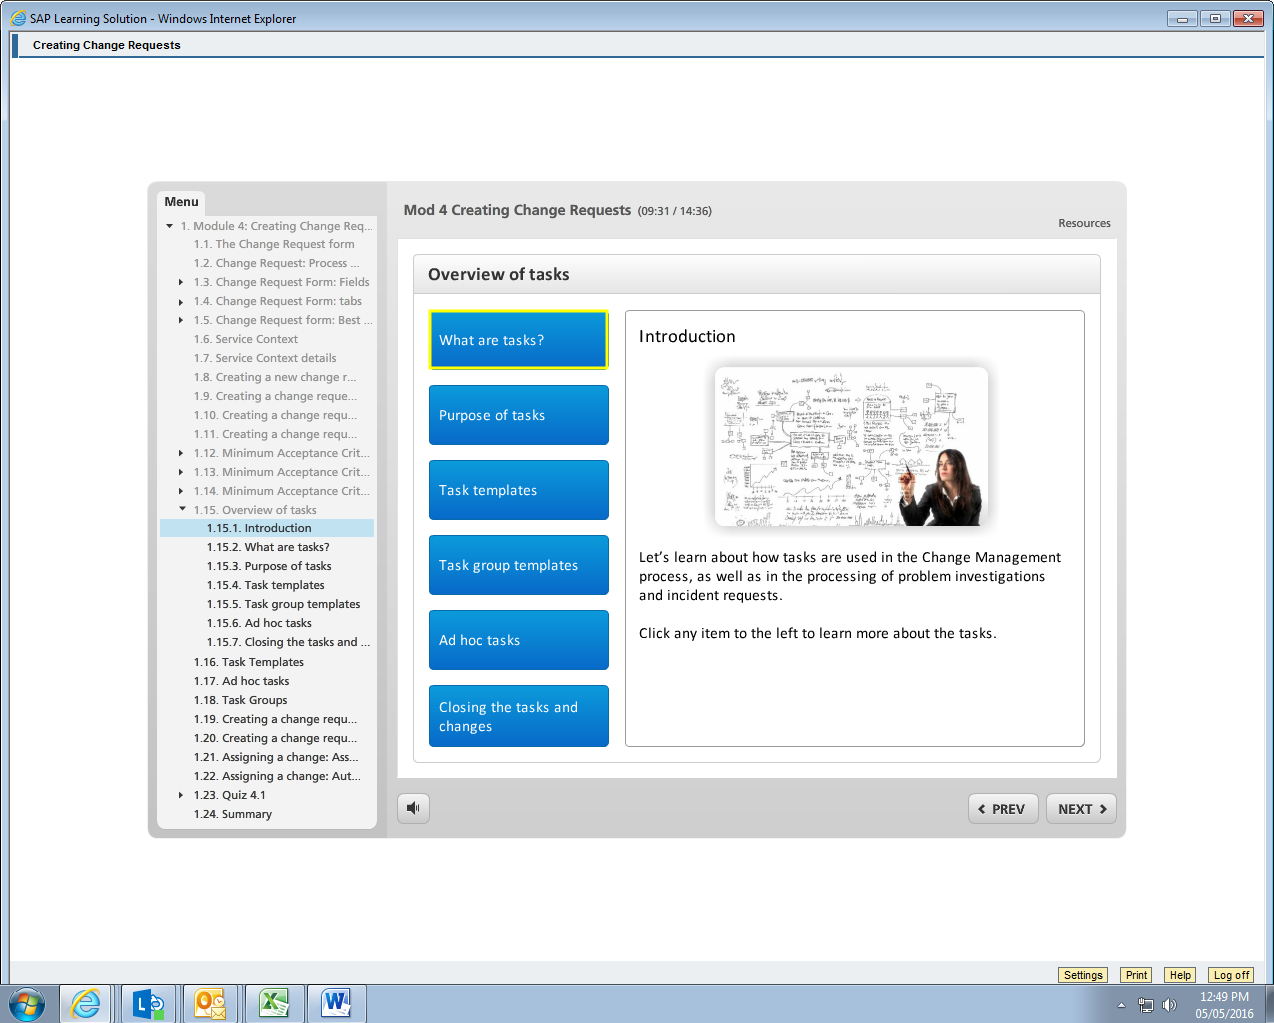 SAP Learning Solution - Windows Internet Explorer
Creating Change Requests
Menu
1. Module 4: Creating Change Req...
1.1. The Change Request form
1.2. Change Request: Process ...
1.3. Change Request Form: Fields
1.4. Change Request Form: tabs
1.5. Change Request form: Best ...
1.6. Service Context
1.7. Service Context details
1.8. Creating a new change r...
1.9. Creating a change reque...
1.10. Creating a change requ...
1.11. Creating a change requ...
1.12. Minimum Acceptance Crit...
1.13. Minimum Acceptance Crit...
1.14. Minimum Acceptance Crit...
1.15. Overview of tasks
1.15.1. Introduction
1.15.2. What are tasks?
1.15.3. Purpose of tasks
1.15.4. Task templates
1.15.5. Task group templates
1.15.6. Ad hoc tasks
1.15.7. Closing the tasks and ...
1.16. Task Templates
1.17. Ad hoc tasks
1.18. Task Groups
1.19. Creating a change requ...
1.20. Creating a change requ...
1.21. Assigning a change: Ass...
1.22. Assigning a change: Aut...
1.23. Quiz 4.1
1.24. Summary
Mod 4 Creating Change Requests (09:31 / 14:36)
Resources
Overview of tasks
What are tasks?
Purpose of tasks
Task templates
Task group templates
Ad hoc tasks
Closing the tasks and
changes
Introduction
Let's learn about how tasks are used in the Change Management
process, as well as in the processing of problem investigations
and incident requests.
Click any item to the left to learn more about the tasks.
PREV
NEXT
Settings
Print
Help
Log off
12:49 PM
05/05/2016